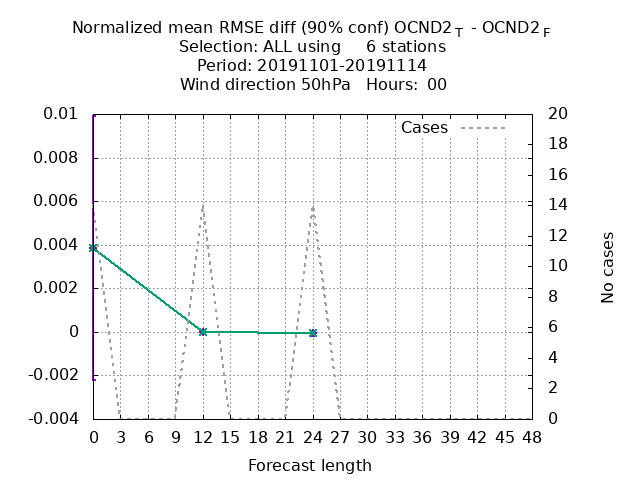 Normalized mean RMSE diff (90% conf) OCND2 T - OCND2 F
Selection: ALL using 6 stations
Period: 20191101-20191114
Wind direction 50hPa Hours: 00
Cases
0.01
0.008
0.006
0.004
0.002
0
-0.002
-0.004
20
18
16
14
12
10
8
6
4
2
0
No cases
0 3 6 9 12 15 18 21 24 27 30 33 36 39 42 45 48
Forecast length